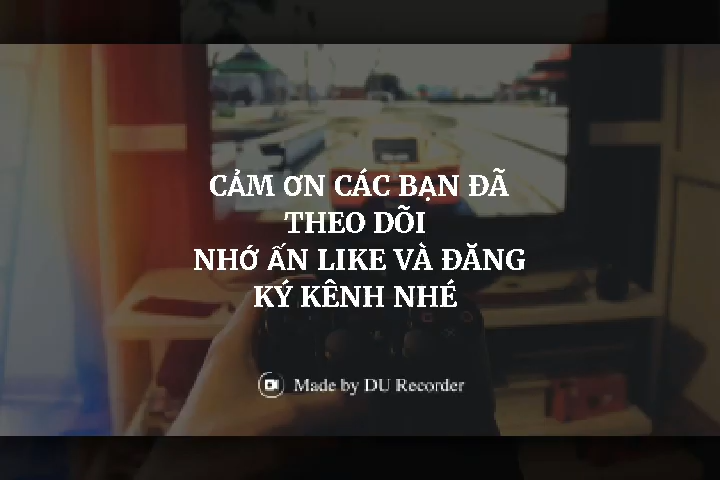 CẢM ƠN CÁC BẠN ĐÃ
THEO DÕI
NHỚ ẤN LIKE VÀ ĐĂNG
KÝ KÊNH NHÉ
Made by DU Recorder